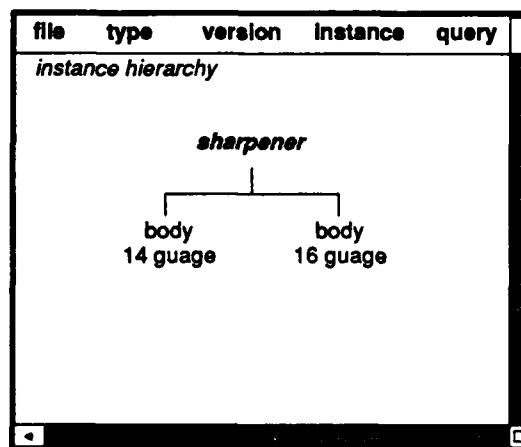 file type version instance query
instance hierarchy
sharpener
body body
14 guage 16 guage